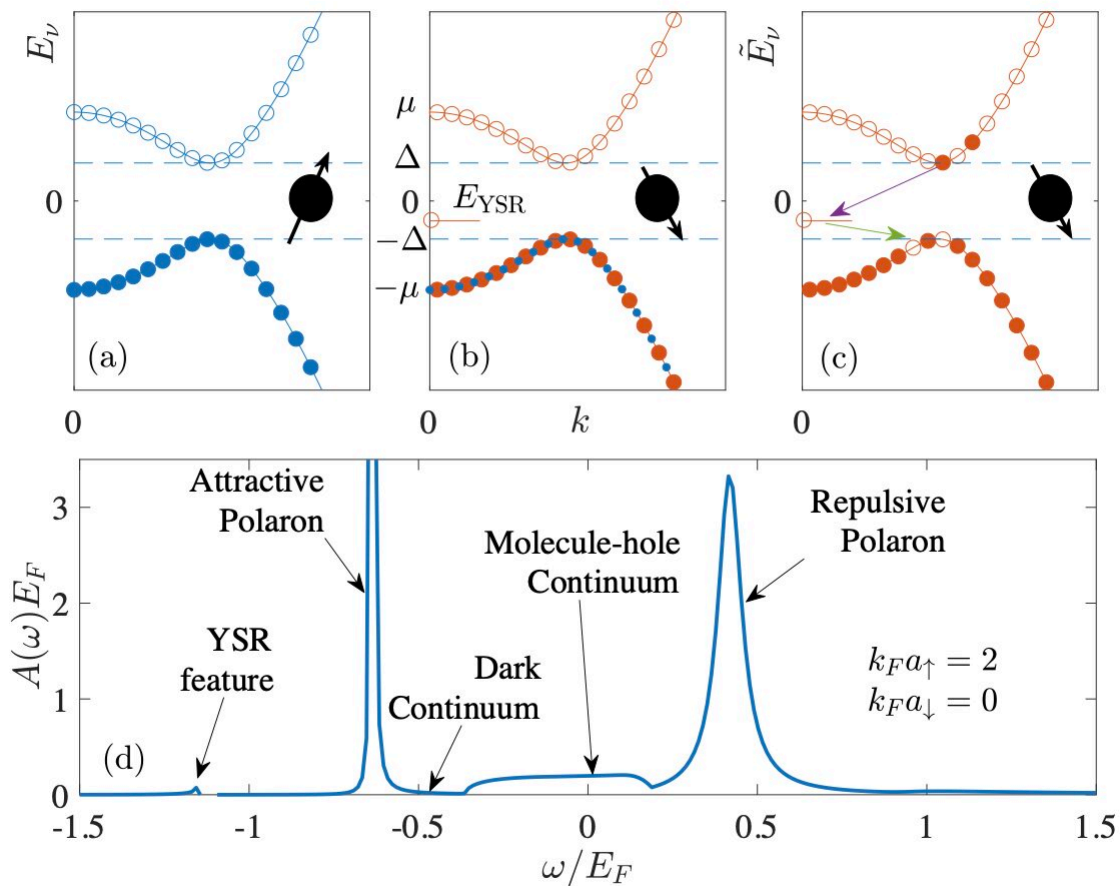 E_ν
0
(a)
0
μ
Δ
0
E_YSR
−Δ
−μ
(b)
0
k
Ẽ_ν
(c)
0
A(ω)E_F
3
2
1
0
Attractive
Polaron
YSR
feature
Dark
Continuum
Molecule-hole
Continuum
Repulsive
Polaron
k_F a_↑ = 2
k_F a_↓ = 0
(d)
-1.5
-1
-0.5
0
0.5
1
1.5
ω/E_F